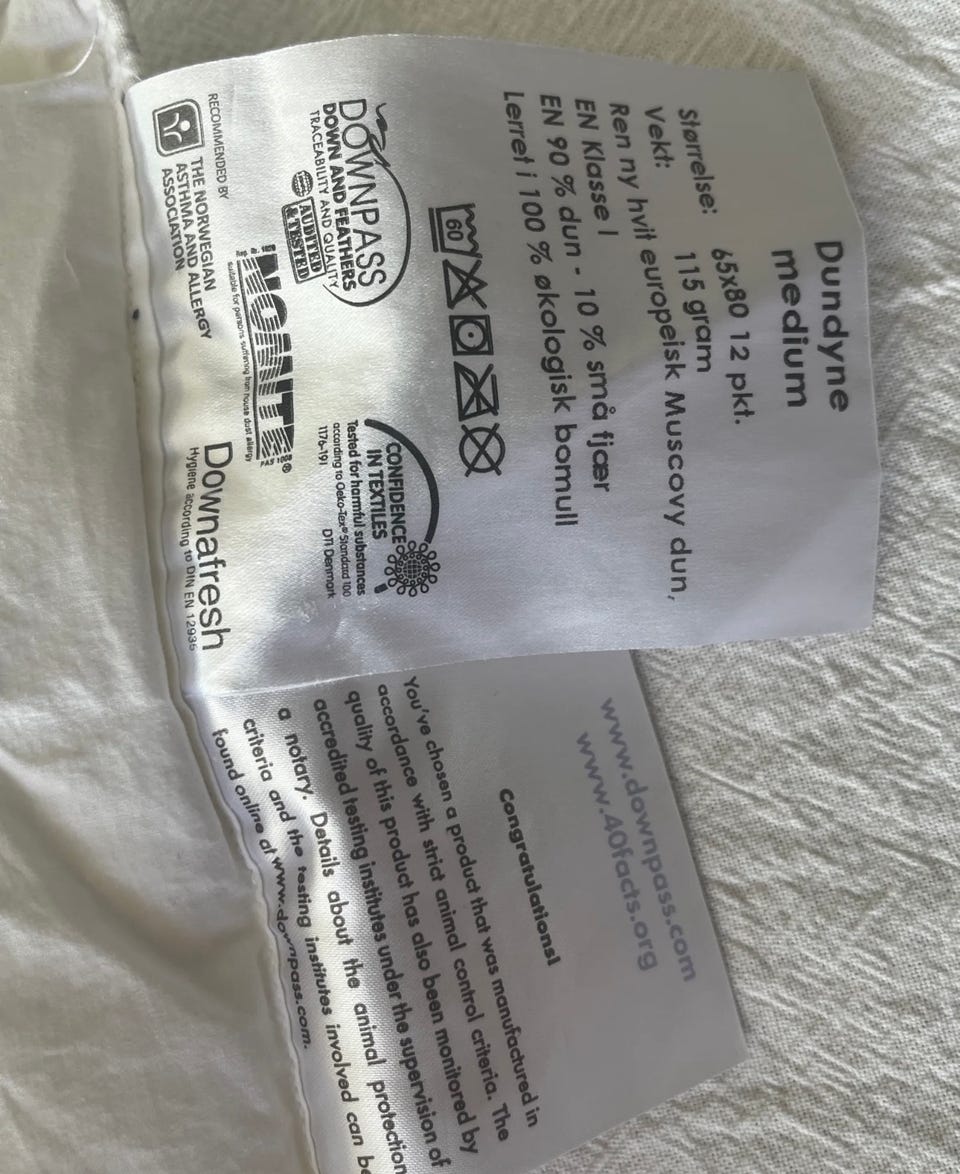 Dundyne
medium
Størrelse: 65x80 12 pkt.
Vekt: 115 gram
Ren ny hvit europeisk Muscovy dun,
EN Klasse I
EN 90 % dun - 10 % små fjær
Lerret i 100 % økologisk bomull
60
DOWNPASS
DOWN AND FEATHERS
TRACEABILITY AND QUALITY
AUDITED
& TESTED
CONFIDENCE
IN TEXTILES
Tested for harmful substances
according to Oeko-Tex® Standard 100
1176-191 DTI Denmark
NOMITE®
suitable for persons suffering from house dust allergy
RECOMMENDED BY
THE NORWEGIAN
ASTHMA AND ALLERGY
ASSOCIATION
Downafresh
Hygiene according to DIN EN 12935
www.downpass.com
www.40facts.org
Congratulations!
You've chosen a product that was manufactured in
accordance with strict animal control criteria. The
quality of this product has also been monitored by
accredited testing institutes under the supervision of
a notary. Details about the animal protection
criteria and the testing institutes involved can be
found online at www.downpass.com.